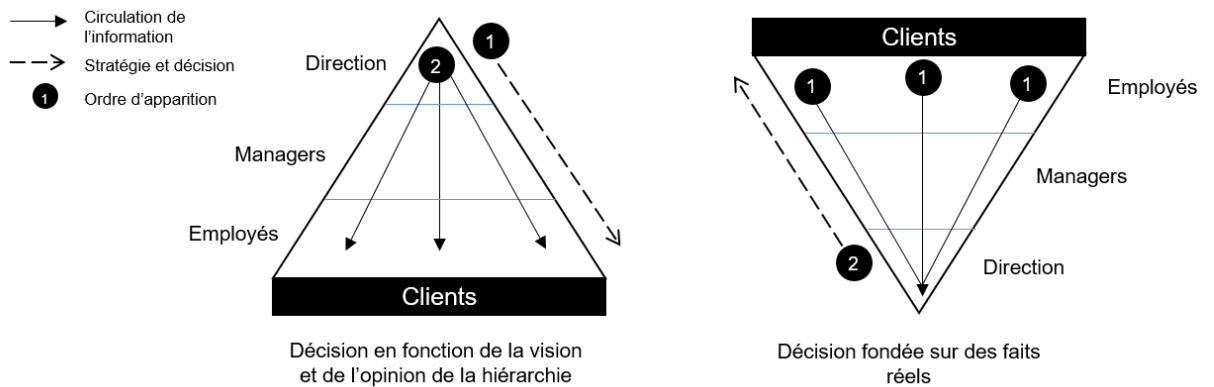 Circulation de
l'information
Stratégie et décision
1 Ordre d'apparition
1
Direction
2
Managers
Employés
Clients
Décision en fonction de la vision
et de l'opinion de la hiérarchie
Clients
1 1 1
Employés
Managers
2
Direction
Décision fondée sur des faits
réels